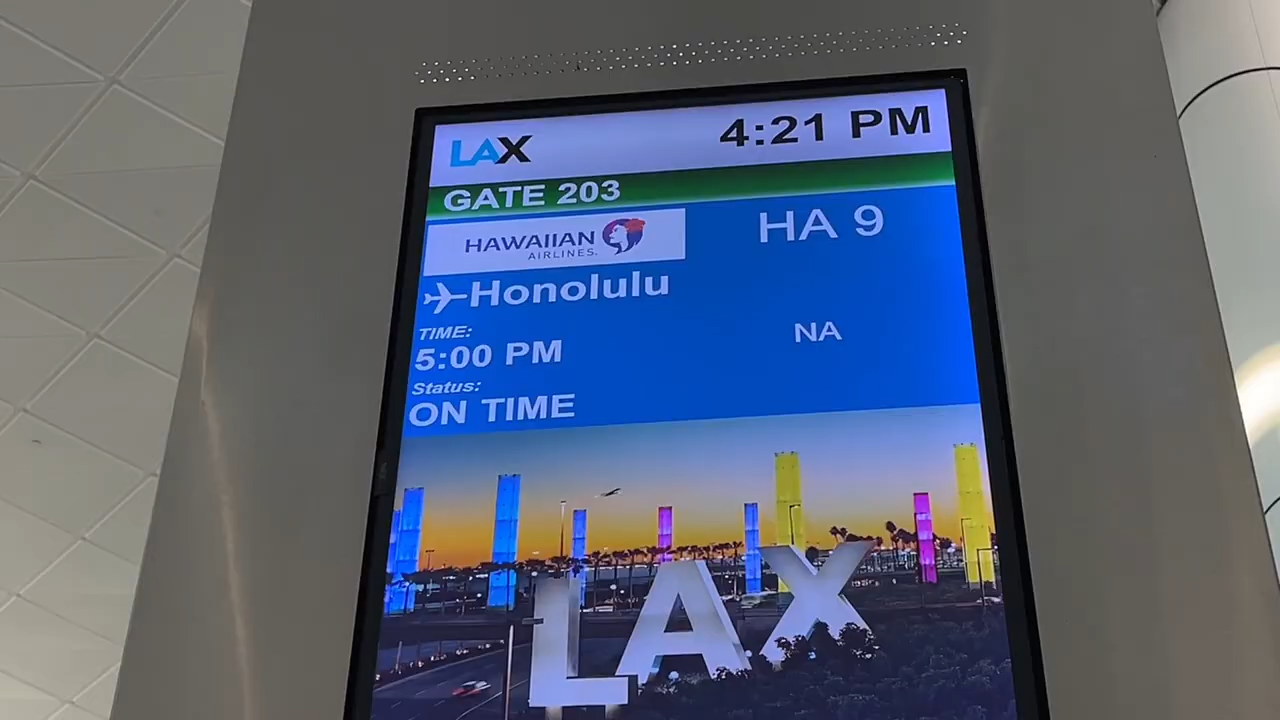 LAX
4:21 PM
GATE 203
HAWAIIAN
AIRLINES.
HA 9
Honolulu
TIME:
5:00 PM
NA
Status:
ON TIME
LAX